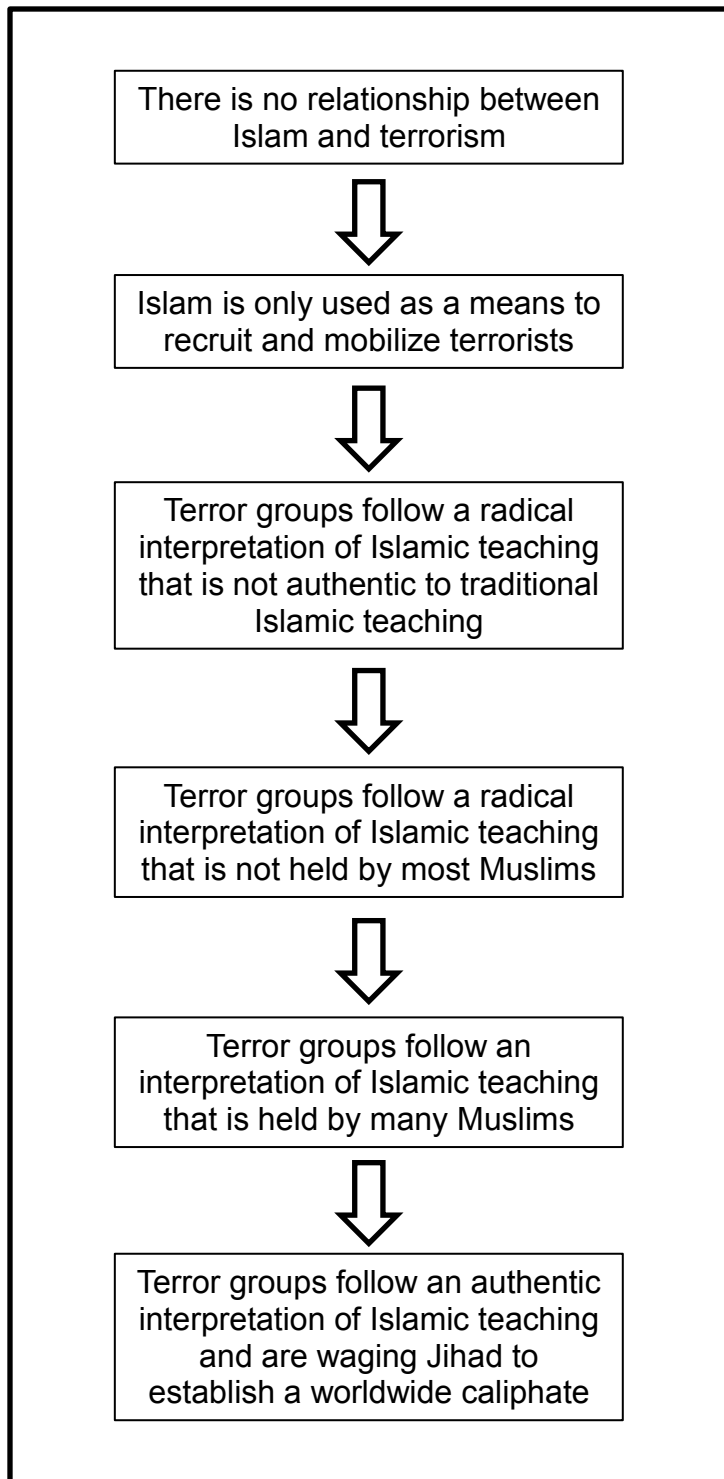 There is no relationship between
Islam and terrorism
Islam is only used as a means to
recruit and mobilize terrorists
Terror groups follow a radical
interpretation of Islamic teaching
that is not authentic to traditional
Islamic teaching
Terror groups follow a radical
interpretation of Islamic teaching
that is not held by most Muslims
Terror groups follow an
interpretation of Islamic teaching
that is held by many Muslims
Terror groups follow an authentic
interpretation of Islamic teaching
and are waging Jihad to
establish a worldwide caliphate